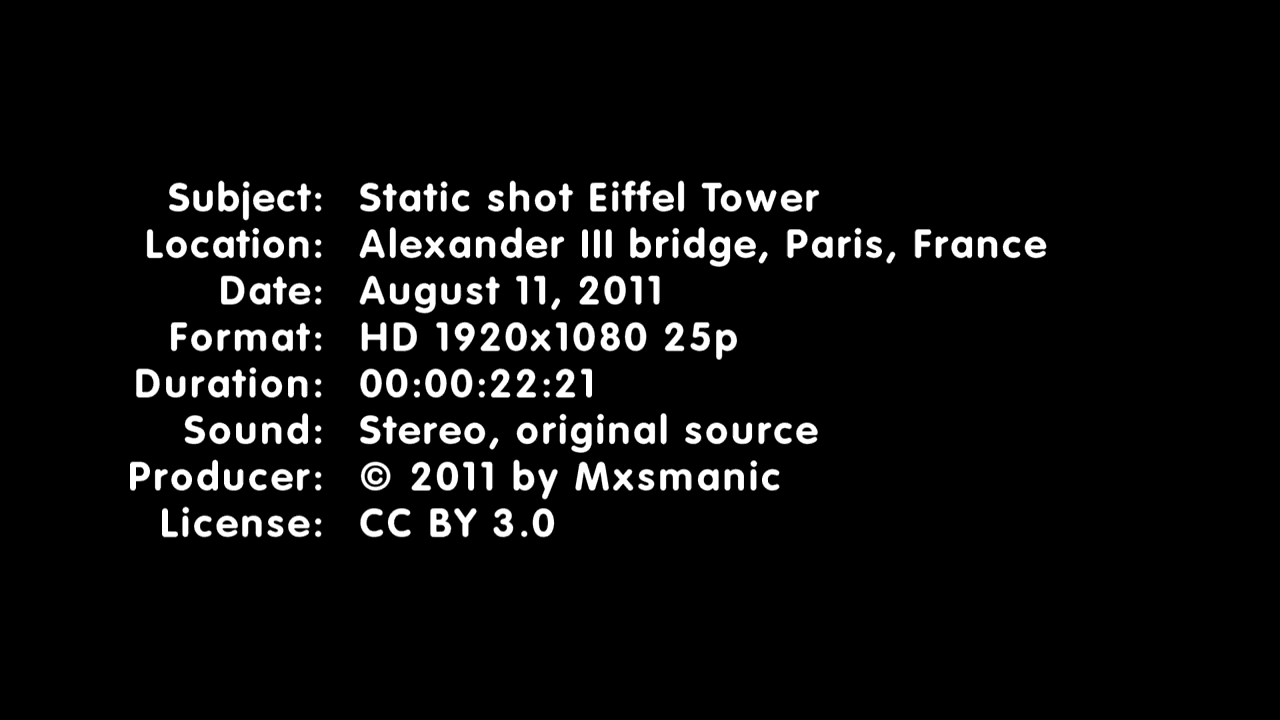 Subject: Static shot Eiffel Tower
Location: Alexander III bridge, Paris, France
Date: August 11, 2011
Format: HD 1920x1080 25p
Duration: 00:00:22:21
Sound: Stereo, original source
Producer: © 2011 by Mxsmanic
License: CC BY 3.0